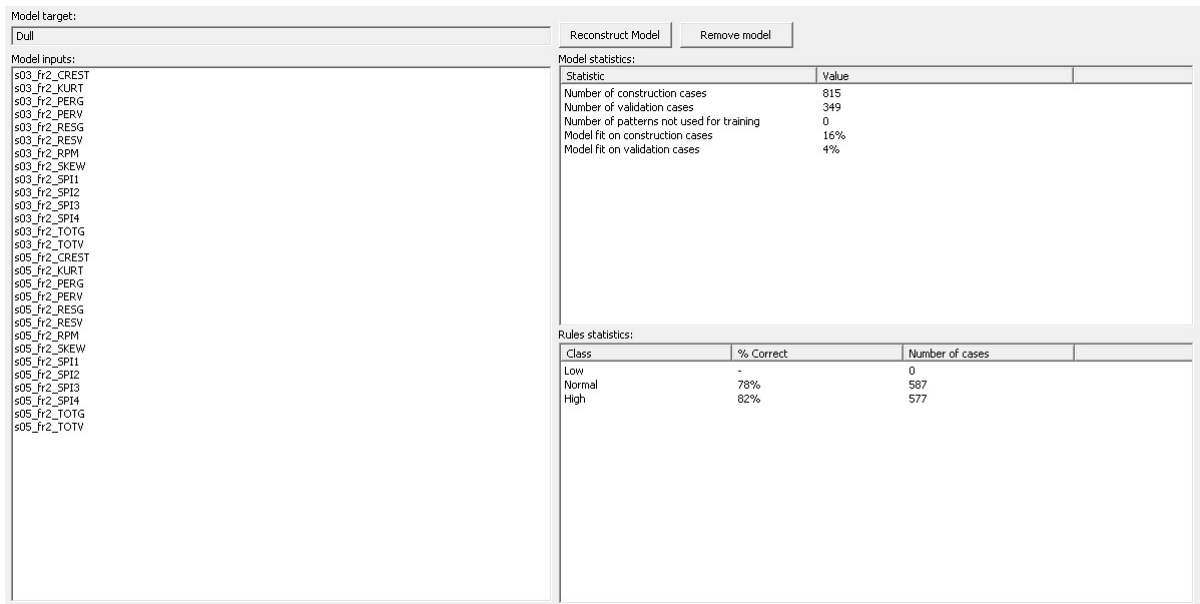 Model target:
Dull
Reconstruct Model Remove model
Model inputs:
s03_fr2_CREST
s03_fr2_KURT
s03_fr2_PERG
s03_fr2_PERV
s03_fr2_RESG
s03_fr2_RESV
s03_fr2_RPM
s03_fr2_SKEW
s03_fr2_SPI1
s03_fr2_SPI2
s03_fr2_SPI3
s03_fr2_SPI4
s03_fr2_TOTG
s03_fr2_TOTV
s05_fr2_CREST
s05_fr2_KURT
s05_fr2_PERG
s05_fr2_PERV
s05_fr2_RESG
s05_fr2_RESV
s05_fr2_RPM
s05_fr2_SKEW
s05_fr2_SPI1
s05_fr2_SPI2
s05_fr2_SPI3
s05_fr2_SPI4
s05_fr2_TOTG
s05_fr2_TOTV
Model statistics:
Statistic Value
Number of construction cases 815
Number of validation cases 349
Number of patterns not used for training 0
Model fit on construction cases 16%
Model fit on validation cases 4%
Rules statistics:
Class % Correct Number of cases
Low - 0
Normal 78% 587
High 82% 577